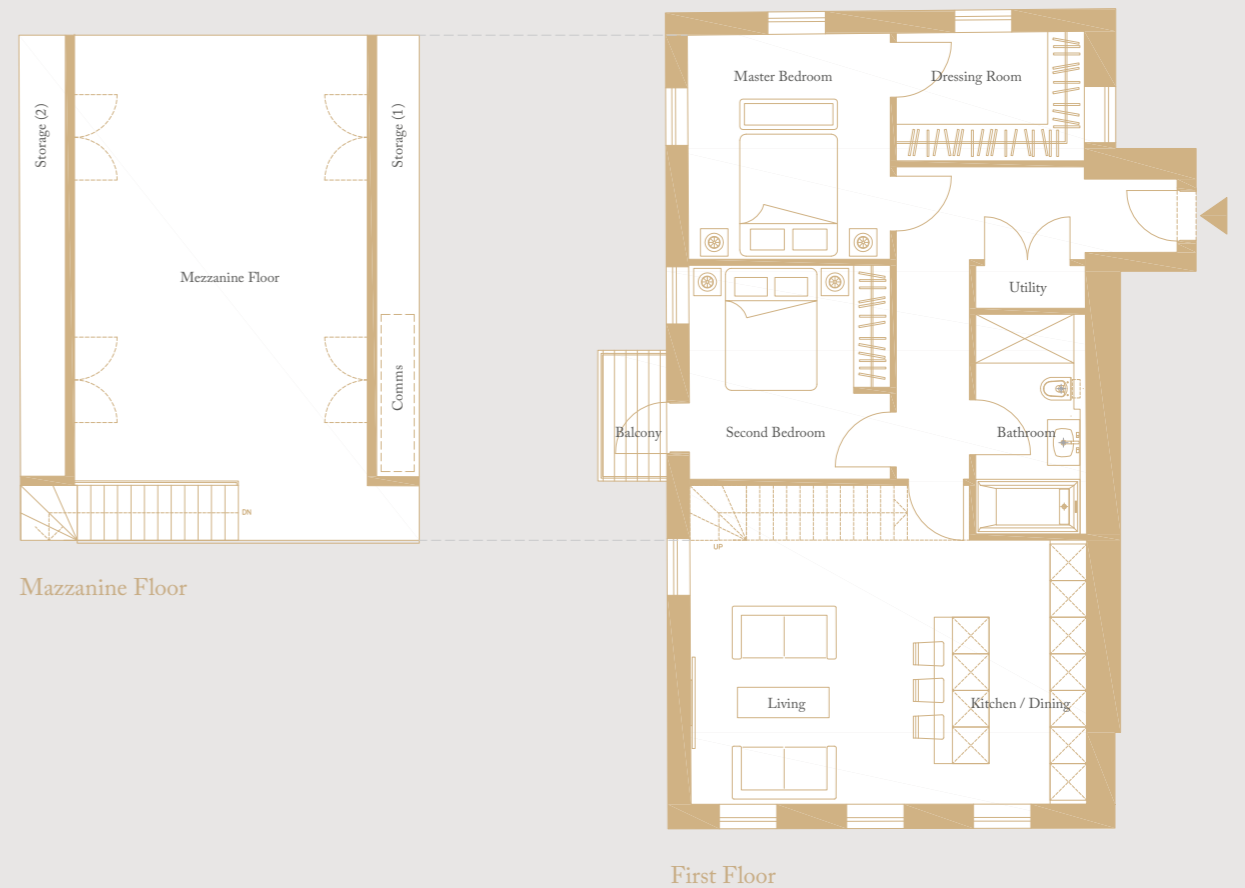 Storage (2)
Storage (1)
Mezzanine Floor
Comms
DN
Mazzanine Floor
Master Bedroom
Dressing Room
Utility
Balcony
Second Bedroom
Bathroom
UP
Living
Kitchen / Dining
First Floor